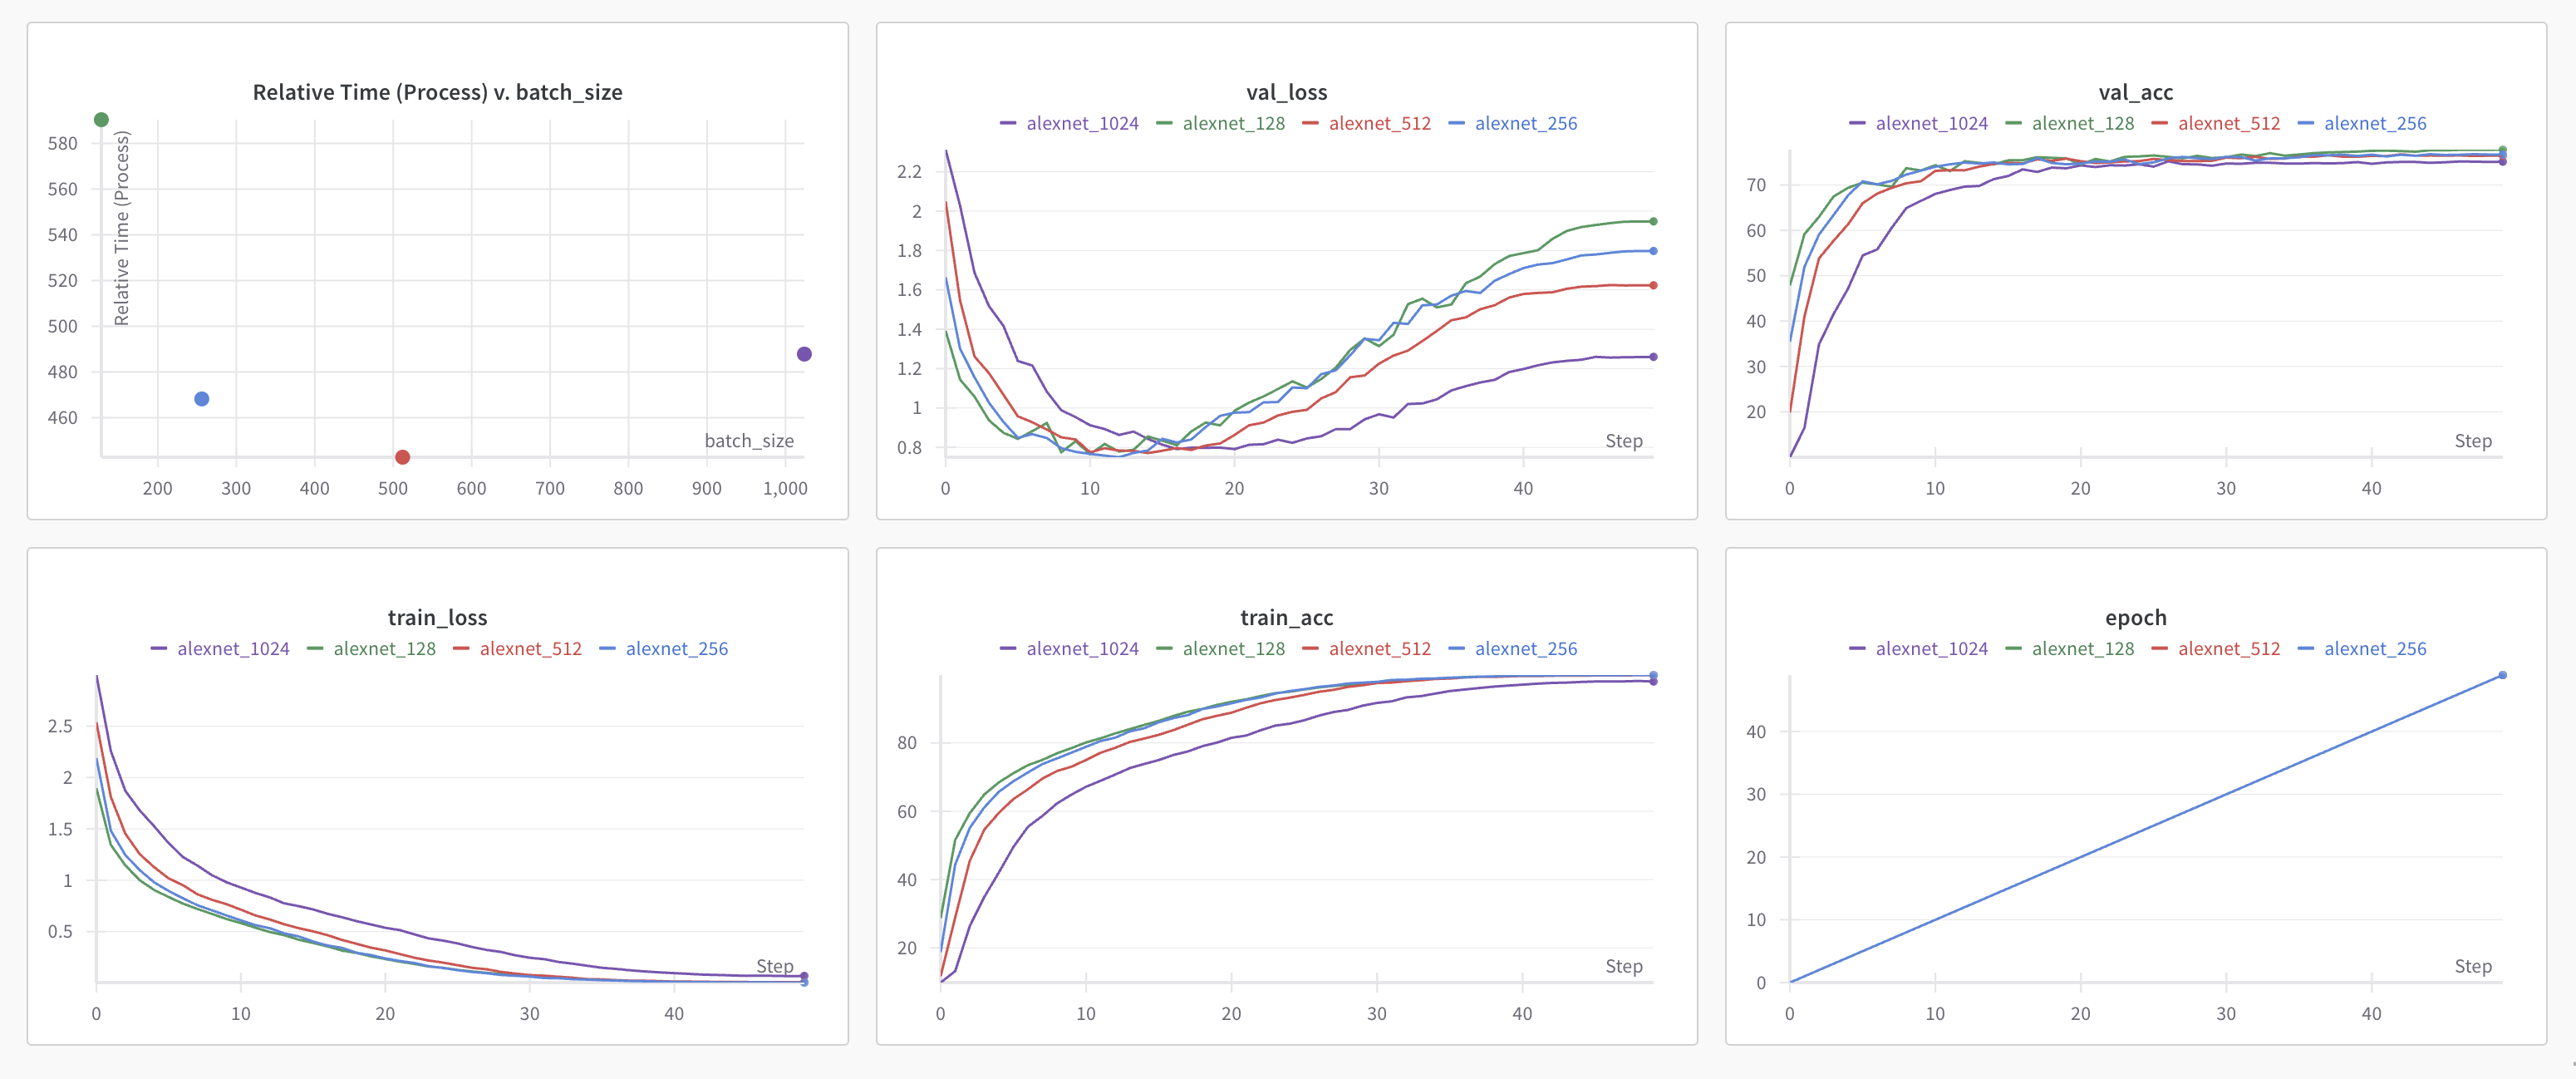 Relative Time (Process) v. batch_size
580
560
540
520
500
480
460
Relative Time (Process)
batch_size
200 300 400 500 600 700 800 900 1,000
val_loss
alexnet_1024 alexnet_128 alexnet_512 alexnet_256
2.2
2
1.8
1.6
1.4
1.2
1
0.8
Step
0 10 20 30 40
val_acc
alexnet_1024 alexnet_128 alexnet_512 alexnet_256
70
60
50
40
30
20
Step
0 10 20 30 40
train_loss
alexnet_1024 alexnet_128 alexnet_512 alexnet_256
2.5
2
1.5
1
0.5
Step
0 10 20 30 40
train_acc
alexnet_1024 alexnet_128 alexnet_512 alexnet_256
80
60
40
20
Step
0 10 20 30 40
epoch
alexnet_1024 alexnet_128 alexnet_512 alexnet_256
40
30
20
10
0
Step
0 10 20 30 40